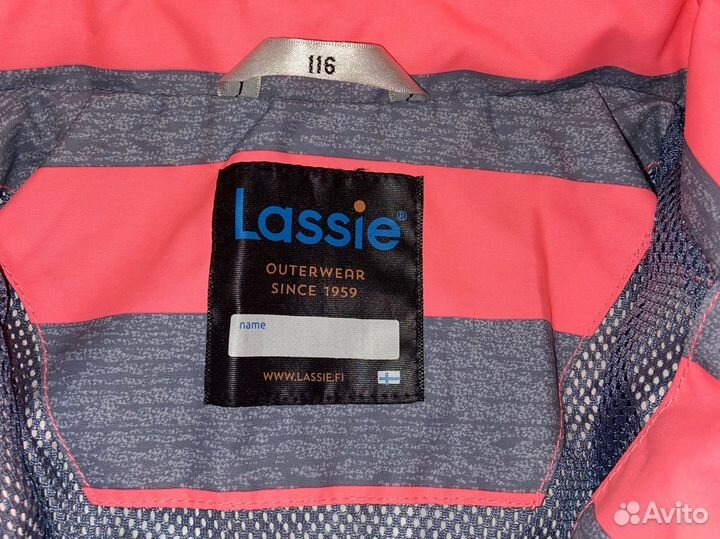 116
Lassie®
OUTERWEAR
SINCE 1959
name
WWW.LASSIE.FI
Avito